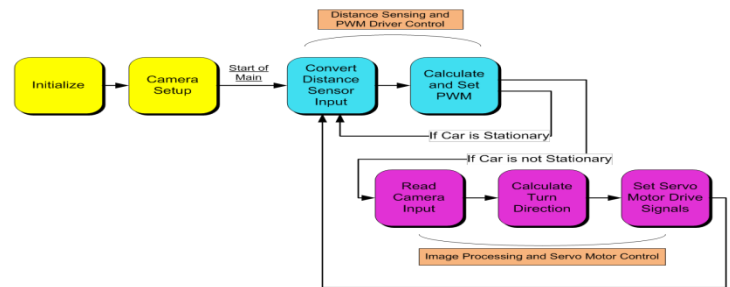 Distance Sensing and
PWM Driver Control
Initialize
Camera
Setup
Start of
Main
Convert
Distance
Sensor
Input
Calculate
and Set
PWM
If Car is Stationary
If Car is not Stationary
Read
Camera
Input
Calculate
Turn
Direction
Set Servo
Motor Drive
Signals
Image Processing and Servo Motor Control